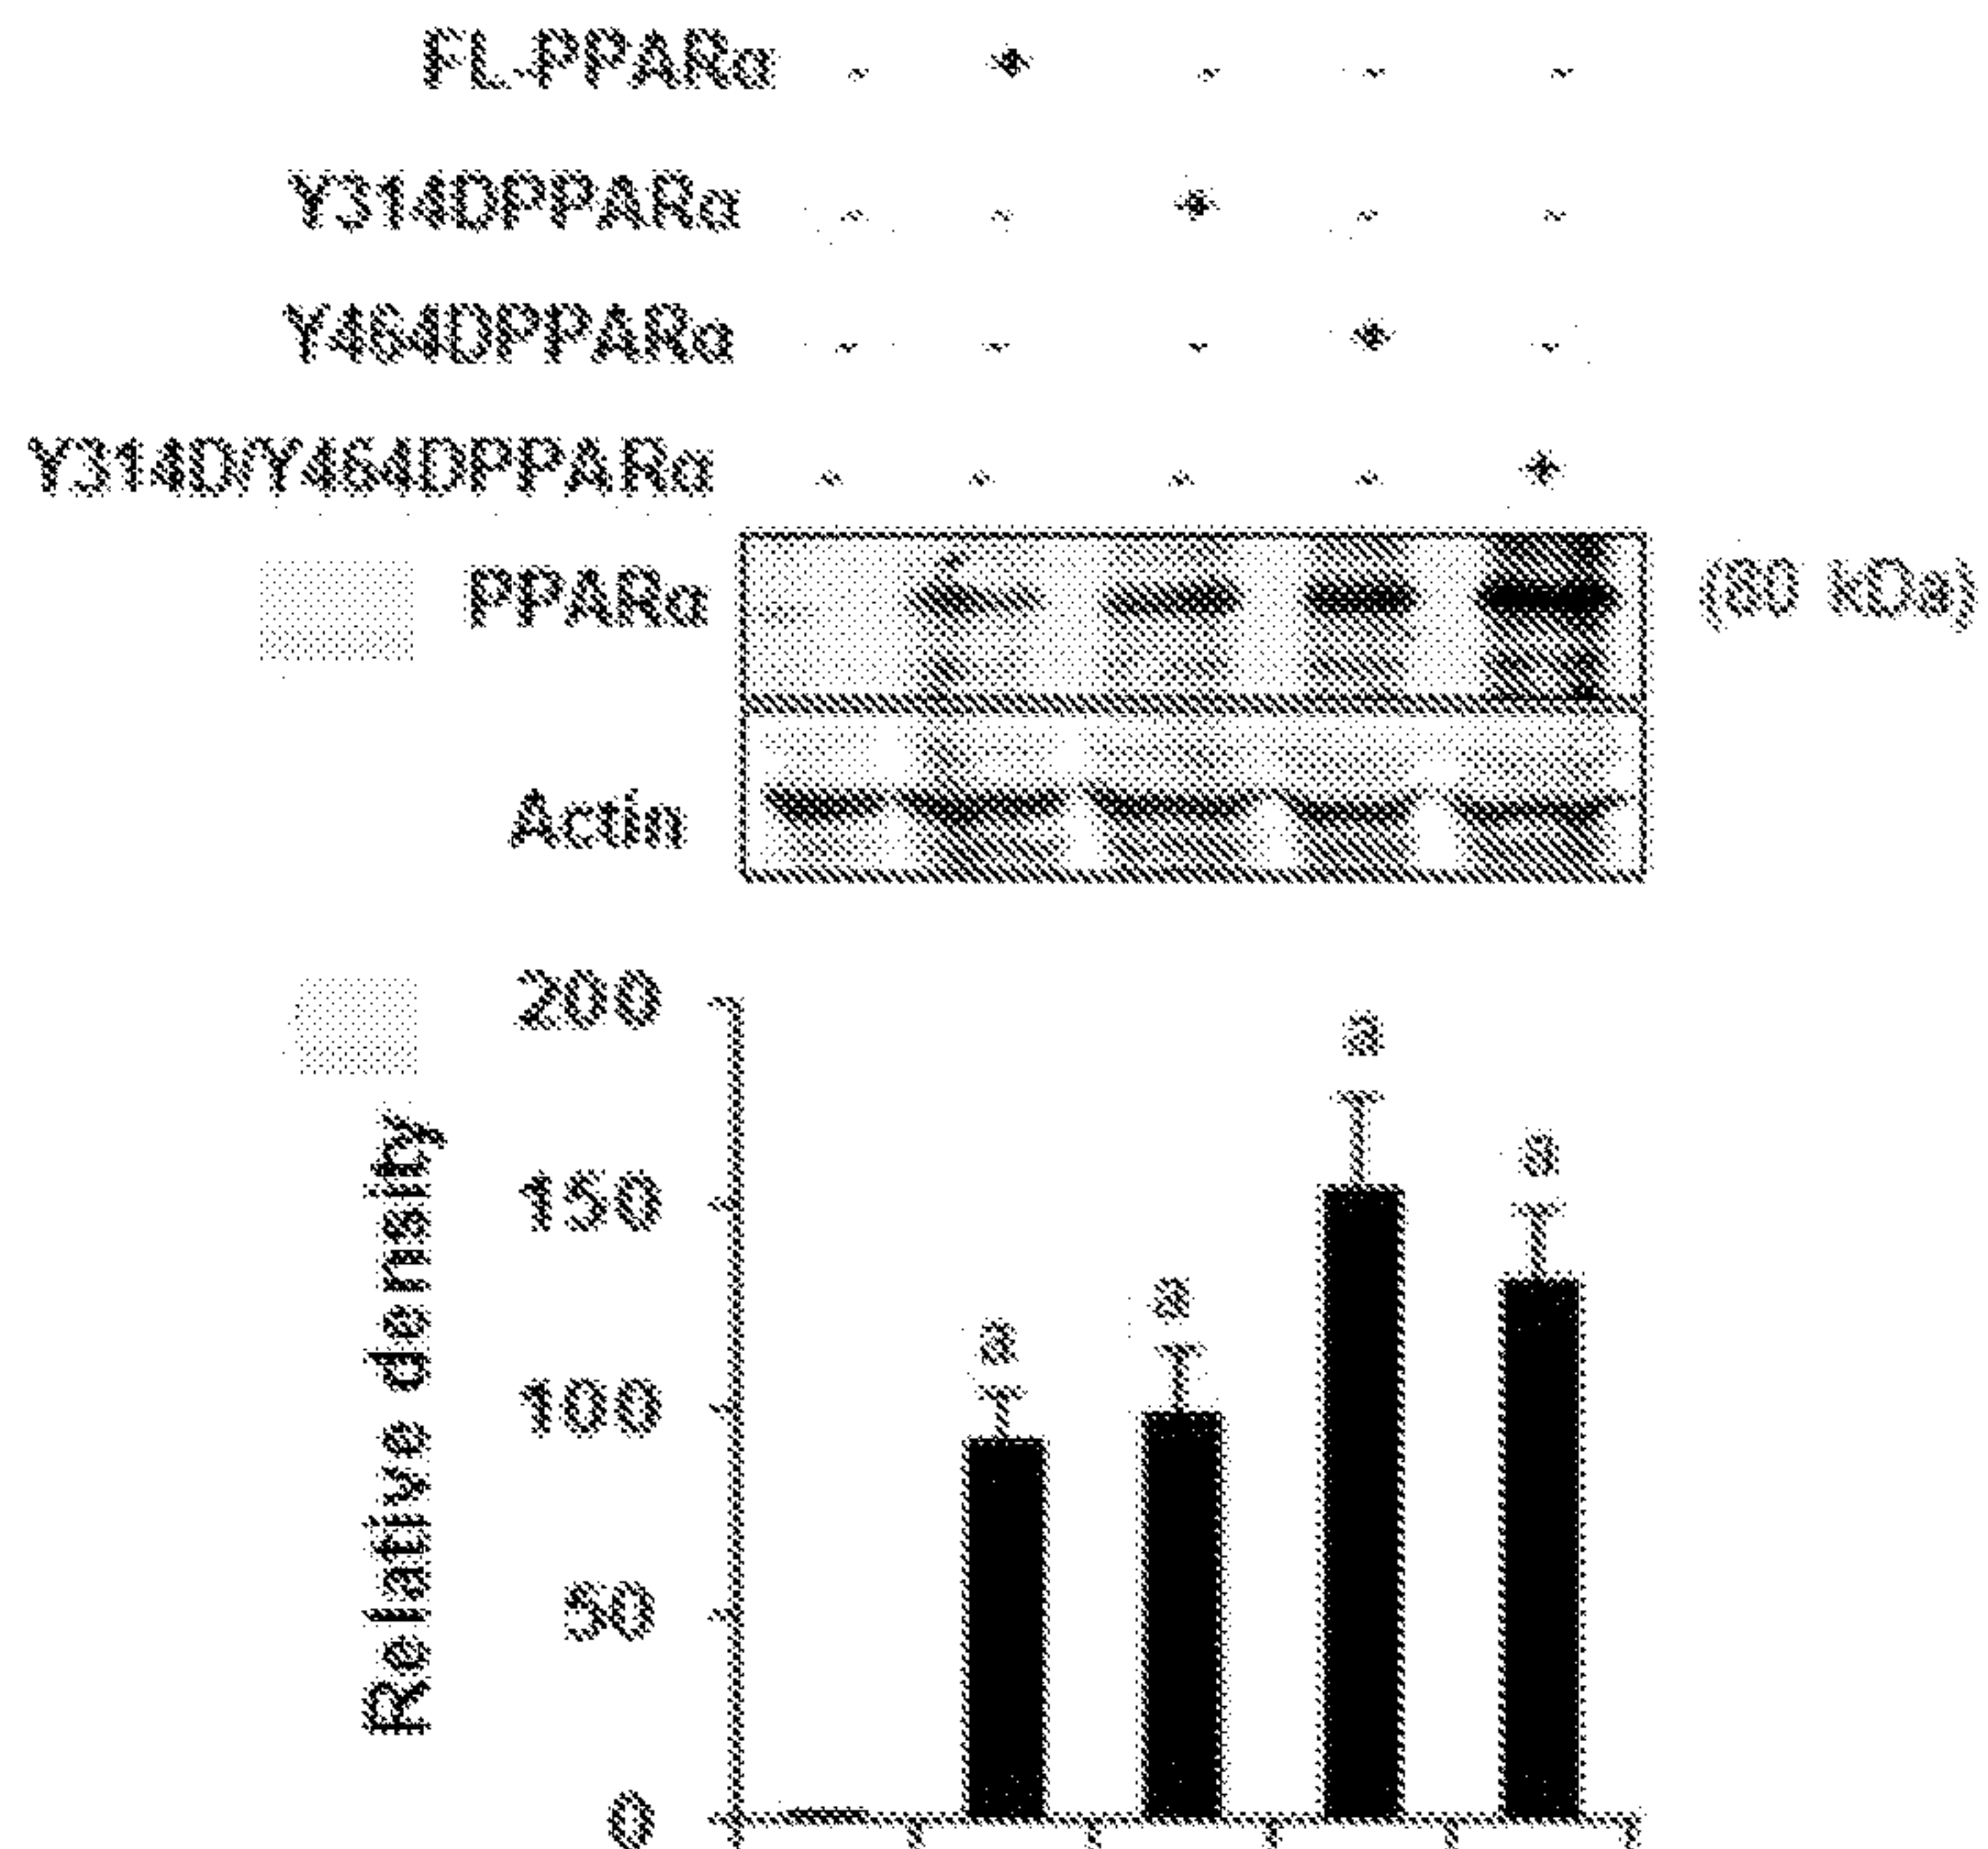 FL-PPARα - + - - -
Y314DPPARα - - + - -
Y464DPPARα - - - + -
Y314D/Y464DPPARα - - - - +
PPARα (80 kDa)
Actin
Relative density
200
150
100
50
0
a
a
a
a